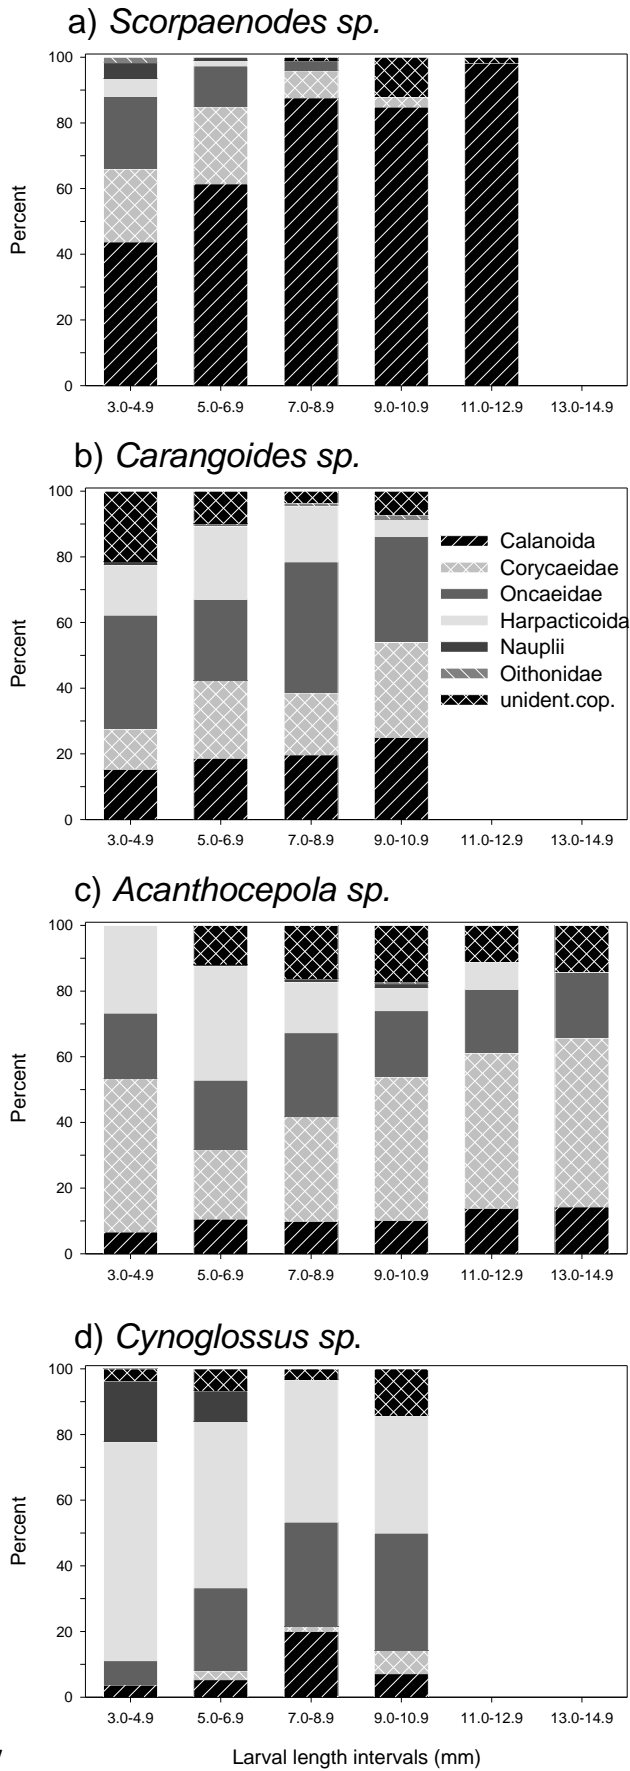 a) Scorpaenodes sp.
100
80
60
40
20
0
Percent
3.0-4.9 5.0-6.9 7.0-8.9 9.0-10.9 11.0-12.9 13.0-14.9
b) Carangoides sp.
100
80
60
40
20
0
Percent
Calanoida
Corycaeidae
Oncaeidae
Harpacticoida
Nauplii
Oithonidae
unident.cop.
3.0-4.9 5.0-6.9 7.0-8.9 9.0-10.9 11.0-12.9 13.0-14.9
c) Acanthocepola sp.
100
80
60
40
20
0
Percent
3.0-4.9 5.0-6.9 7.0-8.9 9.0-10.9 11.0-12.9 13.0-14.9
d) Cynoglossus sp.
100
80
60
40
20
0
Percent
3.0-4.9 5.0-6.9 7.0-8.9 9.0-10.9 11.0-12.9 13.0-14.9
Larval length intervals (mm)